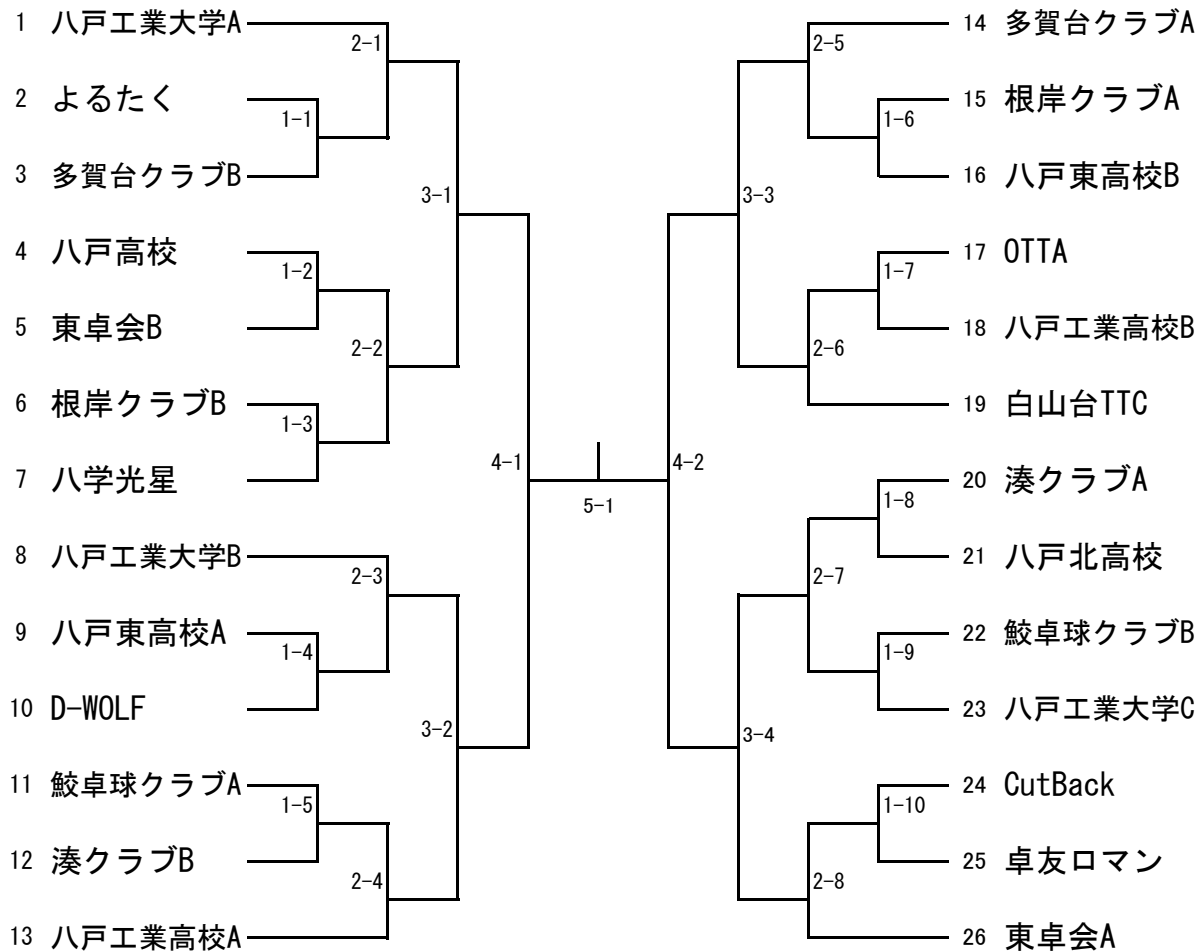 1 八戸工業大学A
2-1
2 よるたく
1-1
3 多賀台クラブB
3-1
4 八戸高校
1-2
5 東卓会B
2-2
6 根岸クラブB
1-3
7 八学光星
4-1
8 八戸工業大学B
2-3
9 八戸東高校A
1-4
10 D-WOLF
3-2
11 鮫卓球クラブA
1-5
12 湊クラブB
2-4
13 八戸工業高校A
5-1
14 多賀台クラブA
2-5
15 根岸クラブA
1-6
16 八戸東高校B
3-3
17 OTTA
1-7
18 八戸工業高校B
2-6
19 白山台TTC
4-2
20 湊クラブA
1-8
21 八戸北高校
2-7
22 鮫卓球クラブB
1-9
23 八戸工業大学C
3-4
24 CutBack
1-10
25 卓友ロマン
2-8
26 東卓会A